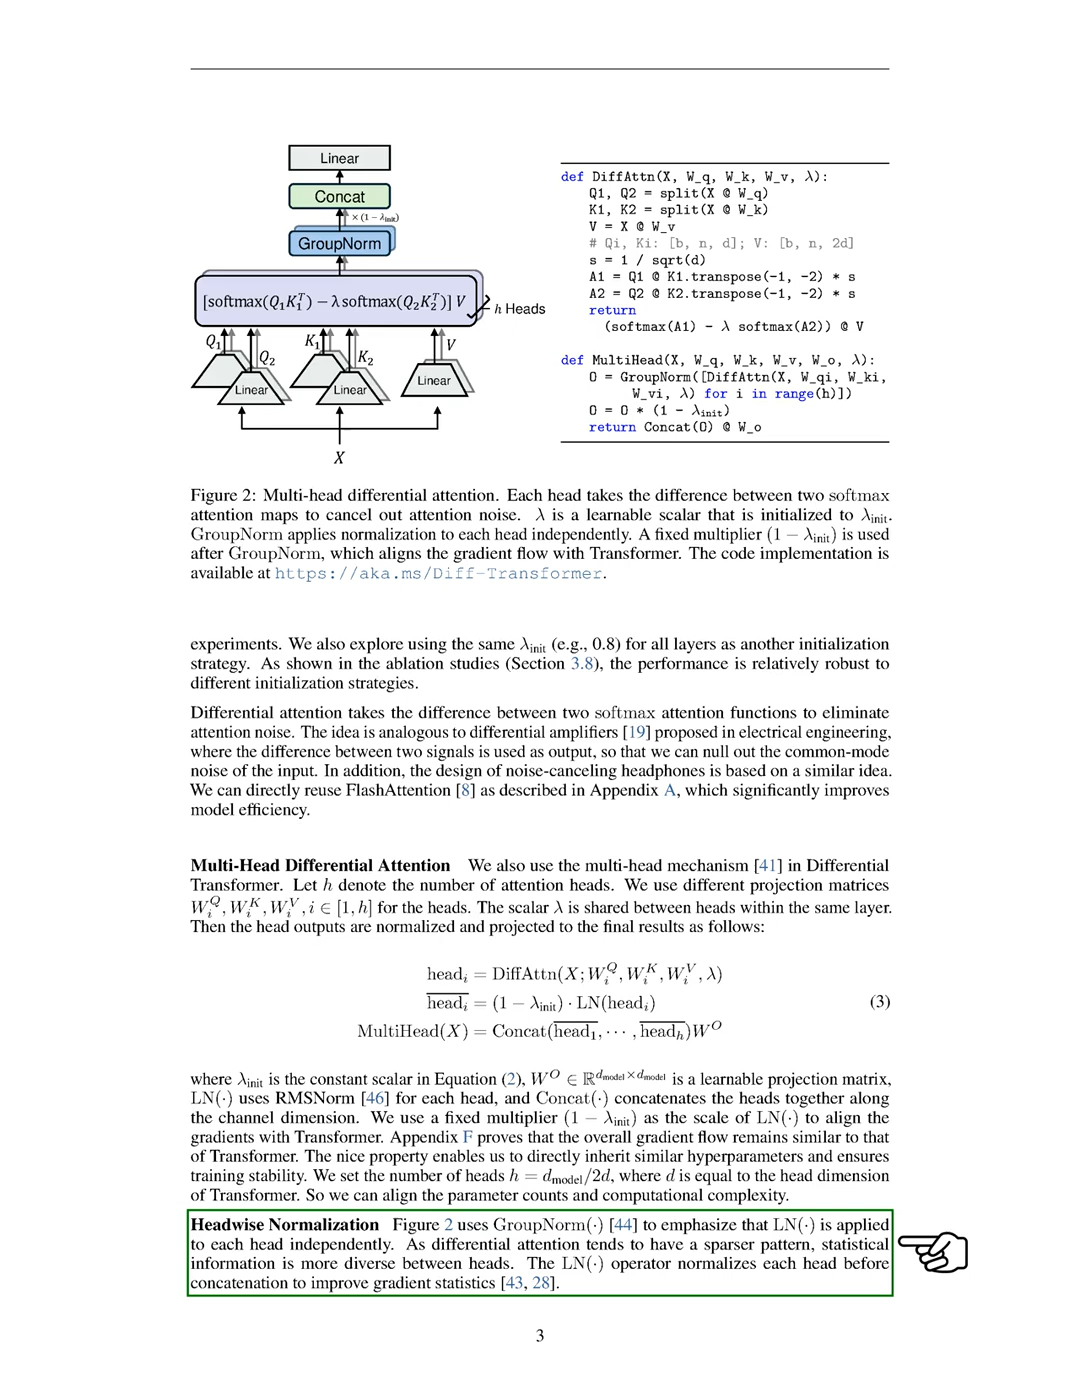 Linear
Concat
× (1 − λinit)
GroupNorm
[softmax(Q₁K₁ᵀ) − λ softmax(Q₂K₂ᵀ)] V
h Heads
Q₁ Q₂ K₁ K₂ V
Linear Linear Linear
X
def DiffAttn(X, W_q, W_k, W_v, λ):
Q1, Q2 = split(X @ W_q)
K1, K2 = split(X @ W_k)
V = X @ W_v
# Qi, Ki: [b, n, d]; V: [b, n, 2d]
s = 1 / sqrt(d)
A1 = Q1 @ K1.transpose(-1, -2) * s
A2 = Q2 @ K2.transpose(-1, -2) * s
return
(softmax(A1) - λ softmax(A2)) @ V
def MultiHead(X, W_q, W_k, W_v, W_o, λ):
O = GroupNorm([DiffAttn(X, W_qi, W_ki,
W_vi, λ) for i in range(h)])
O = O * (1 - λinit)
return Concat(O) @ W_o
Figure 2: Multi-head differential attention. Each head takes the difference between two softmax
attention maps to cancel out attention noise. λ is a learnable scalar that is initialized to λinit.
GroupNorm applies normalization to each head independently. A fixed multiplier (1 − λinit) is used
after GroupNorm, which aligns the gradient flow with Transformer. The code implementation is
available at https://aka.ms/Diff-Transformer.
experiments. We also explore using the same λinit (e.g., 0.8) for all layers as another initialization
strategy. As shown in the ablation studies (Section 3.8), the performance is relatively robust to
different initialization strategies.
Differential attention takes the difference between two softmax attention functions to eliminate
attention noise. The idea is analogous to differential amplifiers [19] proposed in electrical engineering,
where the difference between two signals is used as output, so that we can null out the common-mode
noise of the input. In addition, the design of noise-canceling headphones is based on a similar idea.
We can directly reuse FlashAttention [8] as described in Appendix A, which significantly improves
model efficiency.
Multi-Head Differential Attention We also use the multi-head mechanism [41] in Differential
Transformer. Let h denote the number of attention heads. We use different projection matrices
W_i^Q, W_i^K, W_i^V, i ∈ [1, h] for the heads. The scalar λ is shared between heads within the same layer.
Then the head outputs are normalized and projected to the final results as follows:
head_i = DiffAttn(X; W_i^Q, W_i^K, W_i^V, λ)
\overline{head_i} = (1 − λinit) · LN(head_i) (3)
MultiHead(X) = Concat(\overline{head_1}, · · · , \overline{head_h})W^O
where λinit is the constant scalar in Equation (2), W^O ∈ ℝ^{d_model×d_model} is a learnable projection matrix,
LN(·) uses RMSNorm [46] for each head, and Concat(·) concatenates the heads together along
the channel dimension. We use a fixed multiplier (1 − λinit) as the scale of LN(·) to align the
gradients with Transformer. Appendix F proves that the overall gradient flow remains similar to that
of Transformer. The nice property enables us to directly inherit similar hyperparameters and ensures
training stability. We set the number of heads h = d_model/2d, where d is equal to the head dimension
of Transformer. So we can align the parameter counts and computational complexity.
Headwise Normalization Figure 2 uses GroupNorm(·) [44] to emphasize that LN(·) is applied
to each head independently. As differential attention tends to have a sparser pattern, statistical
information is more diverse between heads. The LN(·) operator normalizes each head before
concatenation to improve gradient statistics [43, 28].
3